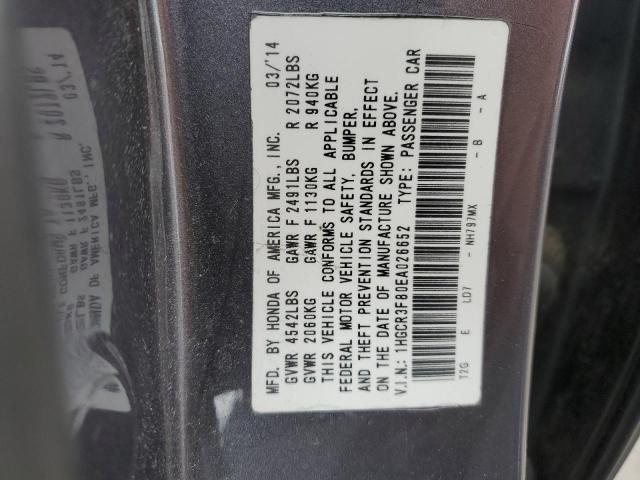 MFD. BY HONDA OF AMERICA MFG., INC. 03/'14
GVWR 4542LBS GAWR F 2491LBS R 2072LBS
GVWR 2060KG GAWR F 1130KG R 940KG
THIS VEHICLE CONFORMS TO ALL APPLICABLE
FEDERAL MOTOR VEHICLE SAFETY, BUMPER,
AND THEFT PREVENTION STANDARDS IN EFFECT
ON THE DATE OF MANUFACTURE SHOWN ABOVE.
V.I.N.: 1HGCR3F80EA026652 TYPE: PASSENGER CAR
T2G E LD7 - NH797MX - B - A